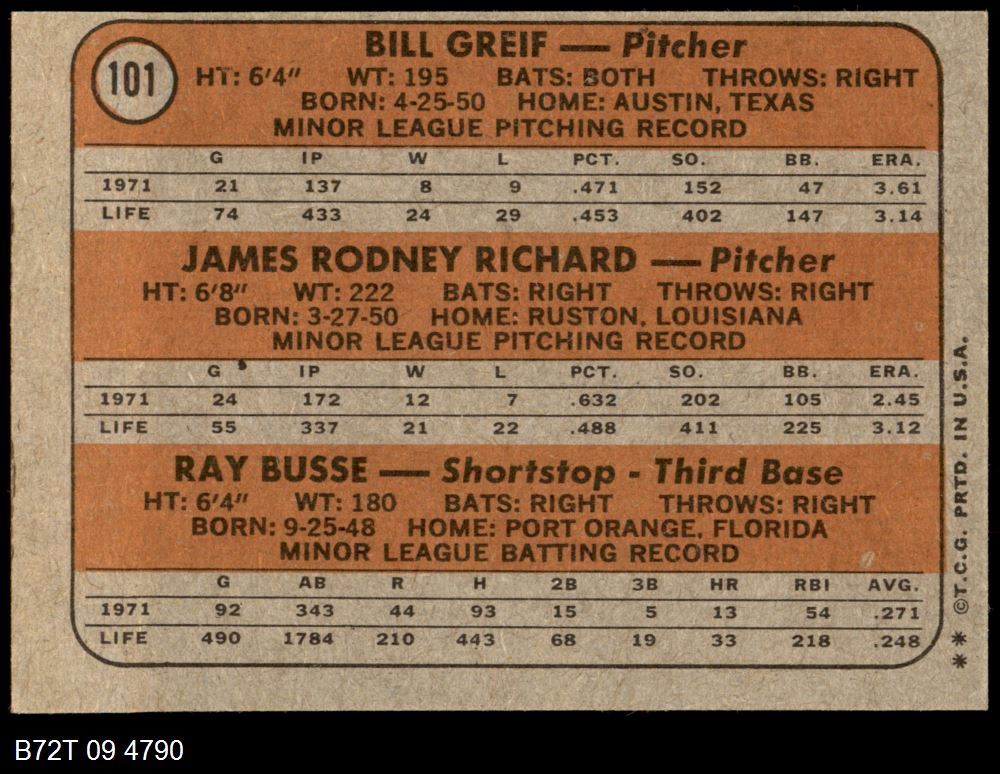 101
BILL GREIF — Pitcher
HT: 6'4" WT: 195 BATS: BOTH THROWS: RIGHT
BORN: 4-25-50 HOME: AUSTIN, TEXAS
MINOR LEAGUE PITCHING RECORD
G IP W L PCT. SO. BB. ERA.
1971 21 137 8 9 .471 152 47 3.61
LIFE 74 433 24 29 .453 402 147 3.14
JAMES RODNEY RICHARD — Pitcher
HT: 6'8" WT: 222 BATS: RIGHT THROWS: RIGHT
BORN: 3-27-50 HOME: RUSTON, LOUISIANA
MINOR LEAGUE PITCHING RECORD
G IP W L PCT. SO. BB. ERA.
1971 24 172 12 7 .632 202 105 2.45
LIFE 55 337 21 22 .488 411 225 3.12
RAY BUSSE — Shortstop - Third Base
HT: 6'4" WT: 180 BATS: RIGHT THROWS: RIGHT
BORN: 9-25-48 HOME: PORT ORANGE, FLORIDA
MINOR LEAGUE BATTING RECORD
G AB R H 2B 3B HR RBI AVG.
1971 92 343 44 93 15 5 13 54 .271
LIFE 490 1784 210 443 68 19 33 218 .248
** ©T.C.G. PRTD. IN U.S.A.
B72T 09 4790